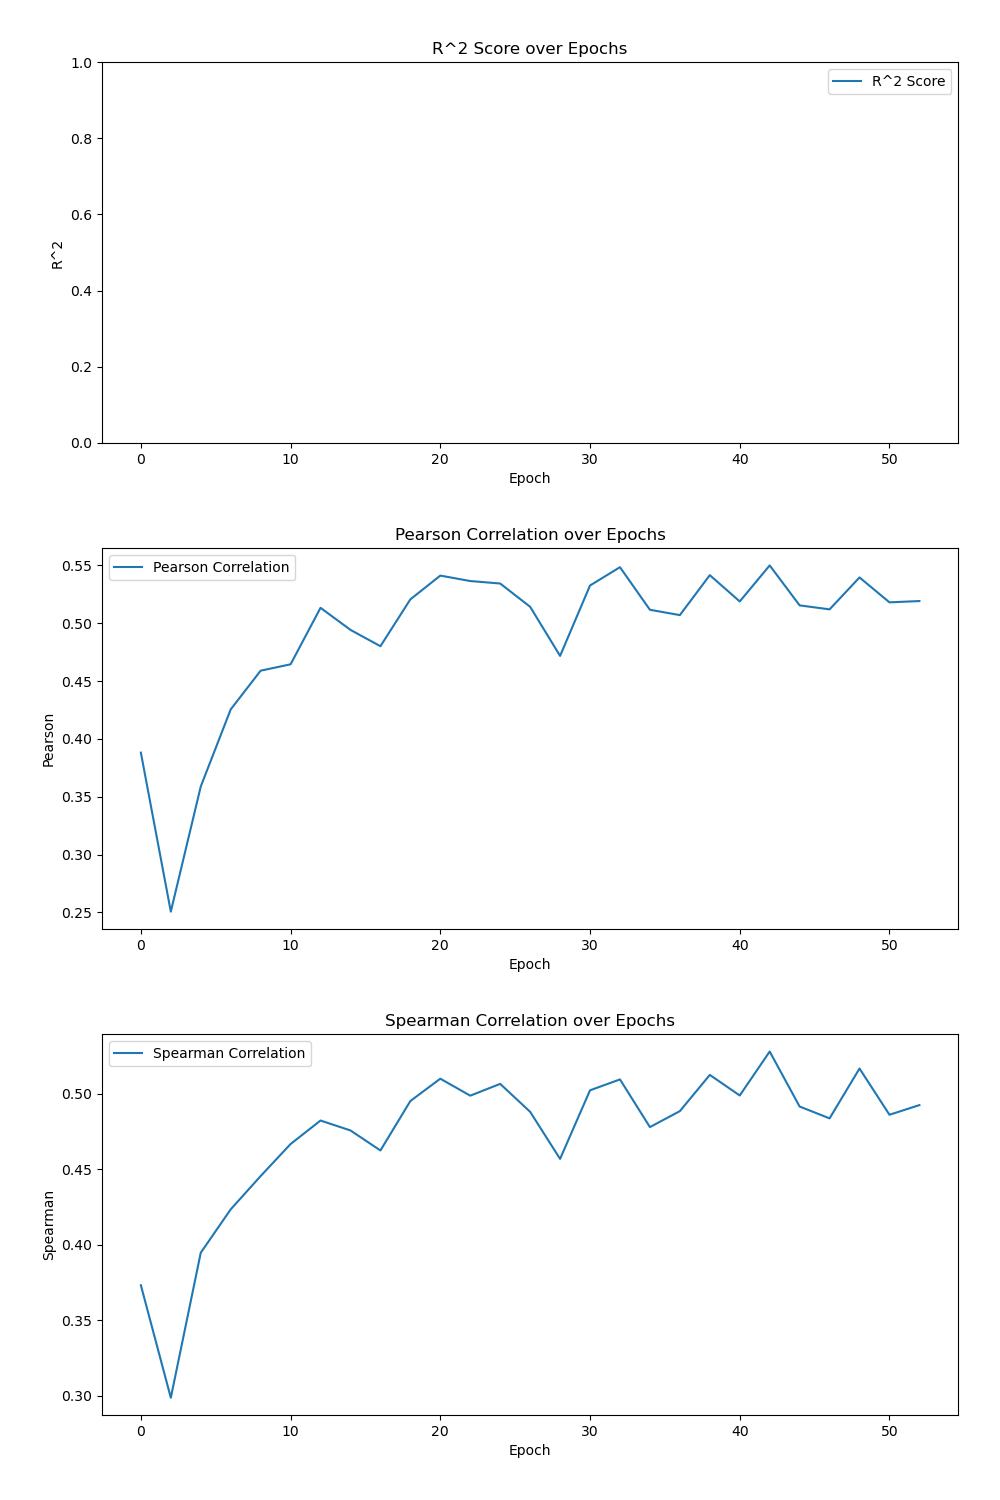 R^2 Score over Epochs
R^2 Score
1.0
0.8
0.6
0.4
0.2
0.0
R^2
0 10 20 30 40 50
Epoch
Pearson Correlation over Epochs
Pearson Correlation
0.55
0.50
0.45
0.40
0.35
0.30
0.25
Pearson
0 10 20 30 40 50
Epoch
Spearman Correlation over Epochs
Spearman Correlation
0.50
0.45
0.40
0.35
0.30
Spearman
0 10 20 30 40 50
Epoch